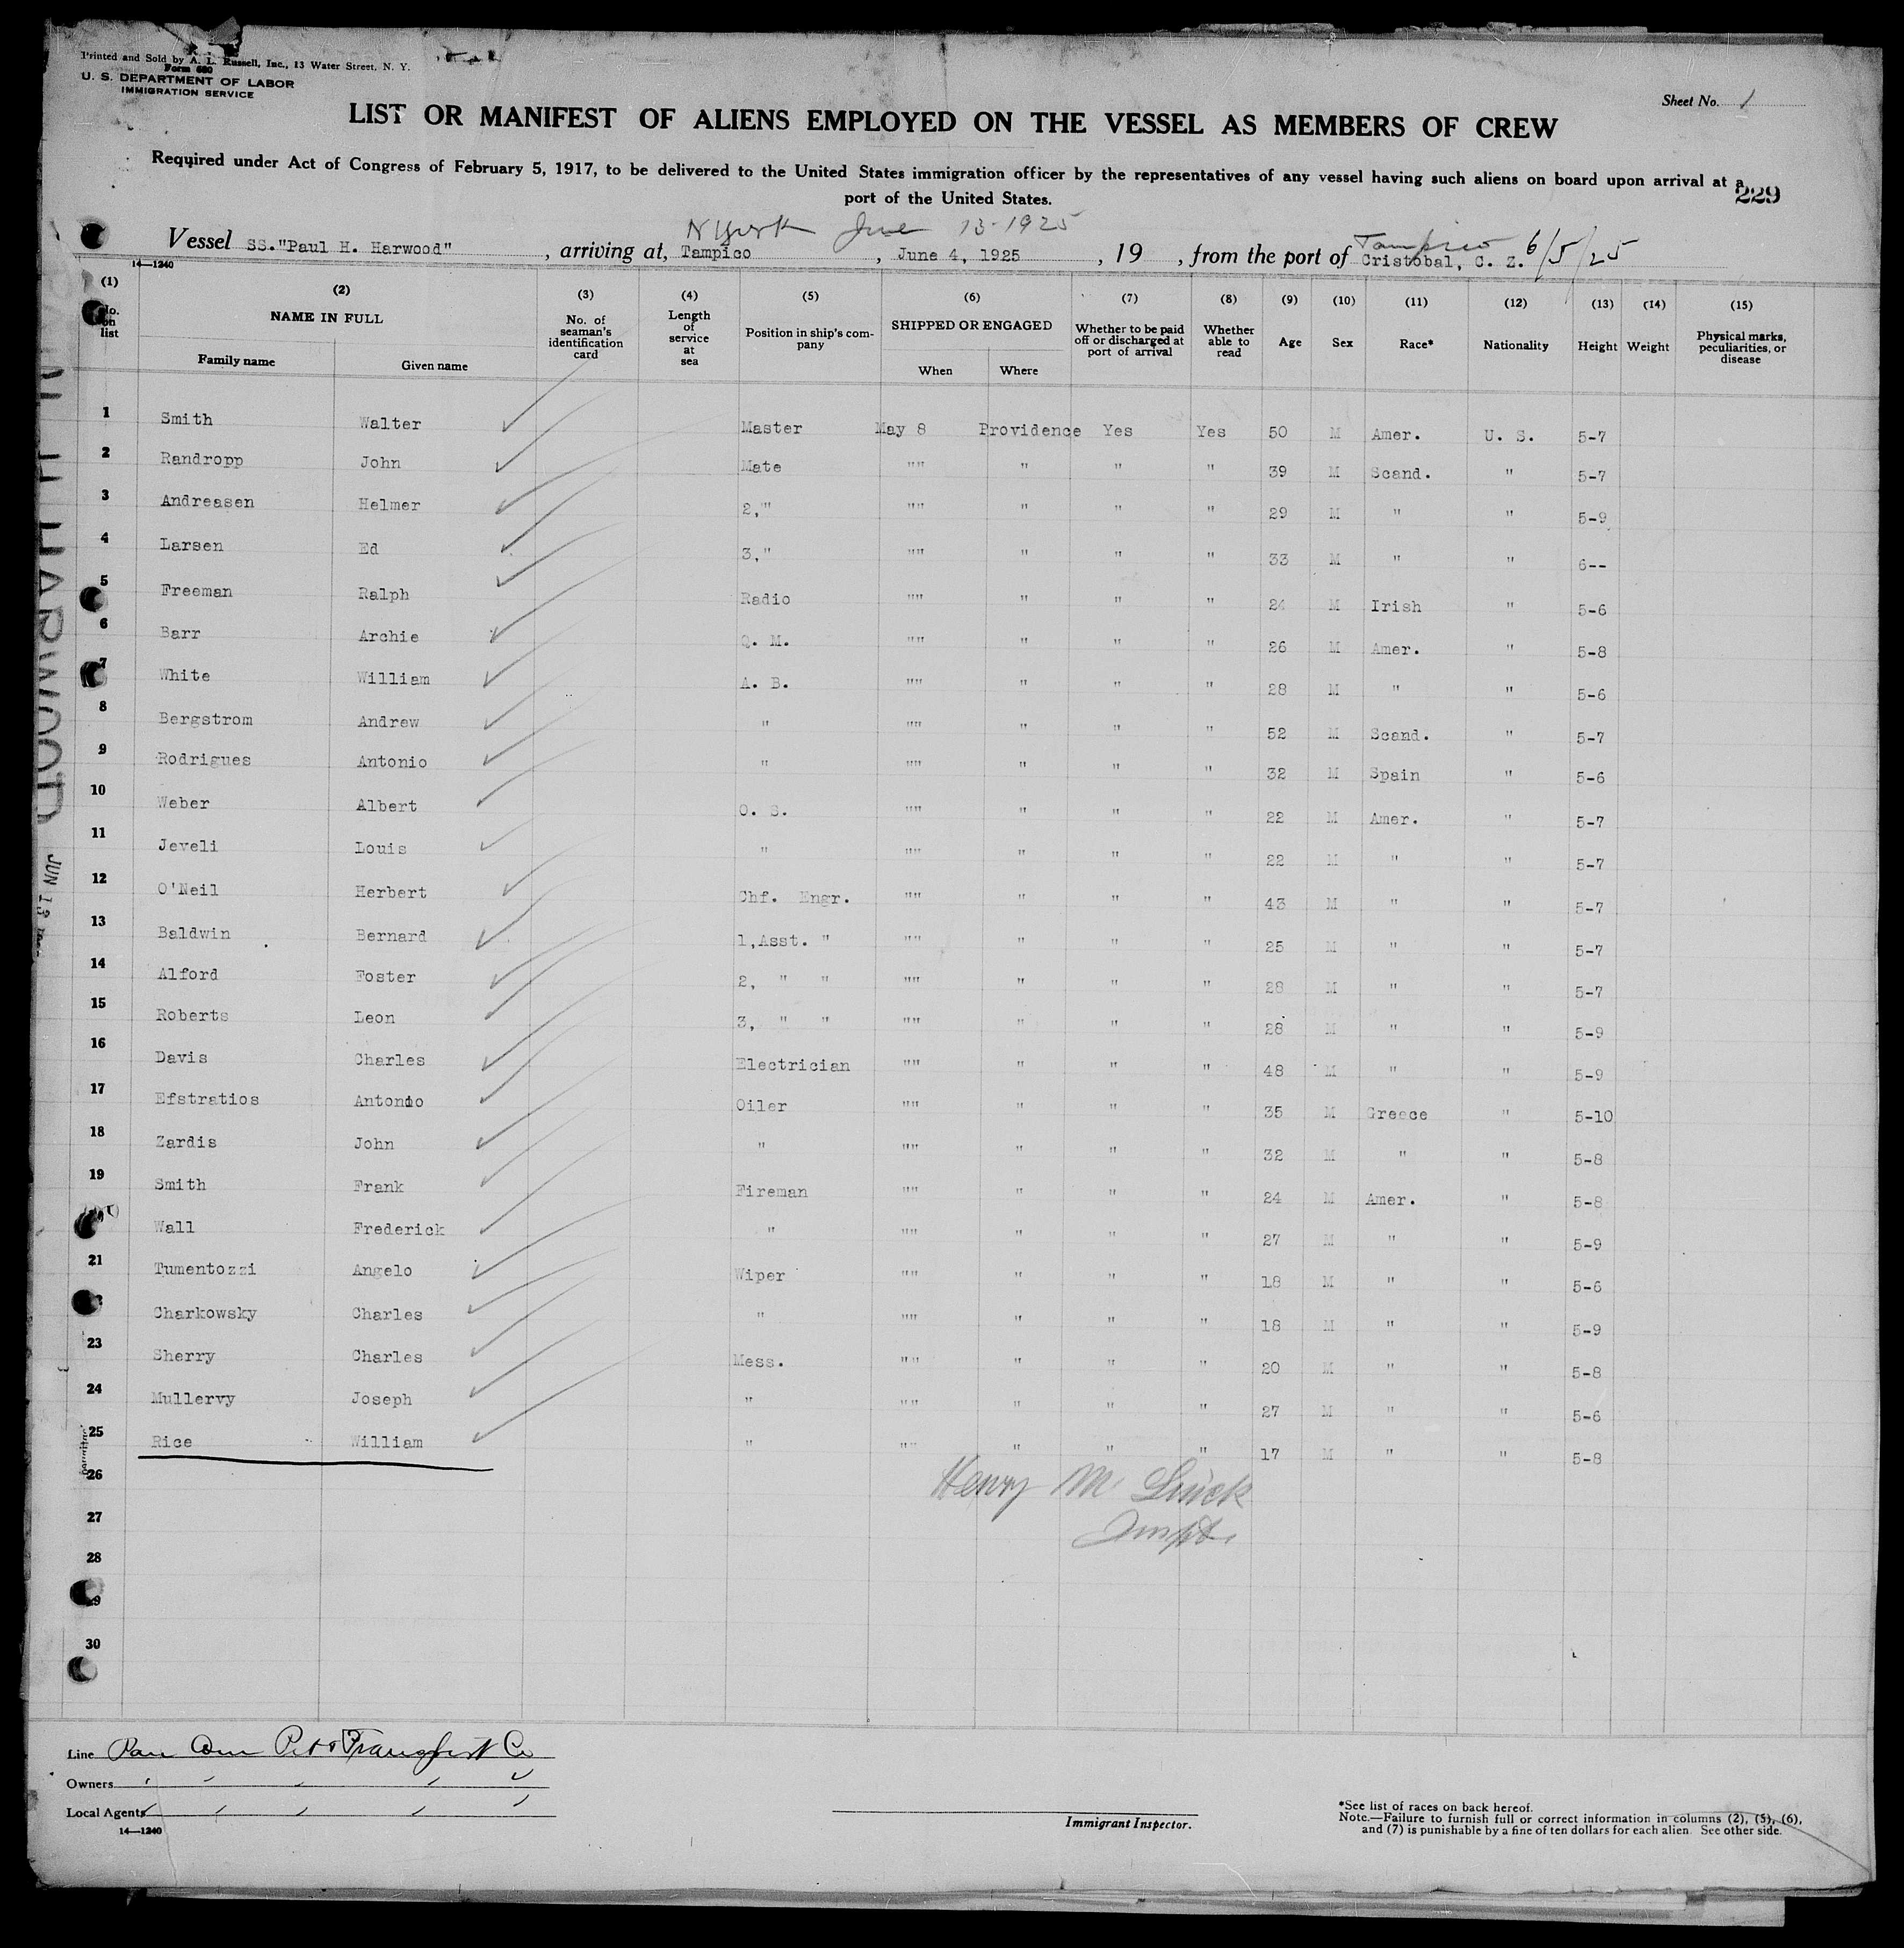 Printed and Sold by A. L. Russell, Inc., 13 Water Street, N. Y.
Form 680
U. S. DEPARTMENT OF LABOR
IMMIGRATION SERVICE
Sheet No. 1
LIST OR MANIFEST OF ALIENS EMPLOYED ON THE VESSEL AS MEMBERS OF CREW
Required under Act of Congress of February 5, 1917, to be delivered to the United States immigration officer by the representatives of any vessel having such aliens on board upon arrival at a
port of the United States.
229
N York June 13-1925
Tampico 6/5/25
Vessel SS."Paul H. Harwood", arriving at, Tampico, June 4, 1925, 19 , from the port of Cristobal, C. Z.
14—1240
(1) (2) (3) (4) (5) (6) (7) (8) (9) (10) (11) (12) (13) (14) (15)
No. on list NAME IN FULL Family name Given name No. of seaman's identification card Length of service at sea Position in ship's company SHIPPED OR ENGAGED When Where Whether to be paid off or discharged at port of arrival Whether able to read Age Sex Race* Nationality Height Weight Physical marks, peculiarities, or disease
1 Smith Walter Master May 8 Providence Yes Yes 50 M Amer. U. S. 5-7
2 Randropp John Mate "" " " " 39 M Scand. " 5-7
3 Andreasen Helmer 2," "" " " " 29 M " " 5-9
4 Larsen Ed 3," "" " " " 33 M " " 6--
5 Freeman Ralph Radio "" " " " 24 M Irish " 5-6
6 Barr Archie Q. M. "" " " " 26 M Amer. " 5-8
7 White William A. B. "" " " " 28 M " " 5-6
8 Bergstrom Andrew " "" " " " 52 M Scand. " 5-7
9 Rodrigues Antonio " "" " " " 32 M Spain " 5-6
10 Weber Albert O. S. "" " " " 22 M Amer. " 5-7
11 Jeveli Louis " "" " " " 22 M " " 5-7
12 O'Neil Herbert Chf. Engr. "" " " " 43 M " " 5-7
13 Baldwin Bernard 1,Asst. " "" " " " 25 M " " 5-7
14 Alford Foster 2, " " "" " " " 28 M " " 5-7
15 Roberts Leon 3, " " "" " " " 28 M " " 5-9
16 Davis Charles Electrician "" " " " 48 M " " 5-9
17 Efstratios Antonio Oiler "" " " " 35 M Greece " 5-10
18 Zardis John " "" " " " 32 M " " 5-8
19 Smith Frank Fireman "" " " " 24 M Amer. " 5-8
Wall Frederick " "" " " " 27 M " " 5-9
21 Tumentozzi Angelo Wiper "" " " " 18 M " " 5-6
Charkowsky Charles " "" " " " 18 M " " 5-9
23 Sherry Charles Mess. "" " " " 20 M " " 5-8
24 Mullervy Joseph " "" " " " 27 M " " 5-6
25 Rice William " "" " " " 17 M " " 5-8
26
27
28
29
30
Henry M
Inspt.
Line Pan Am Pet & Transport Co
Owners " " " " "
Local Agents " " " " "
14—1240
Immigrant Inspector.
*See list of races on back hereof.
Note.—Failure to furnish full or correct information in columns (2), (5), (6),
and (7) is punishable by a fine of ten dollars for each alien. See other side.
HARWOOD
JUN 13